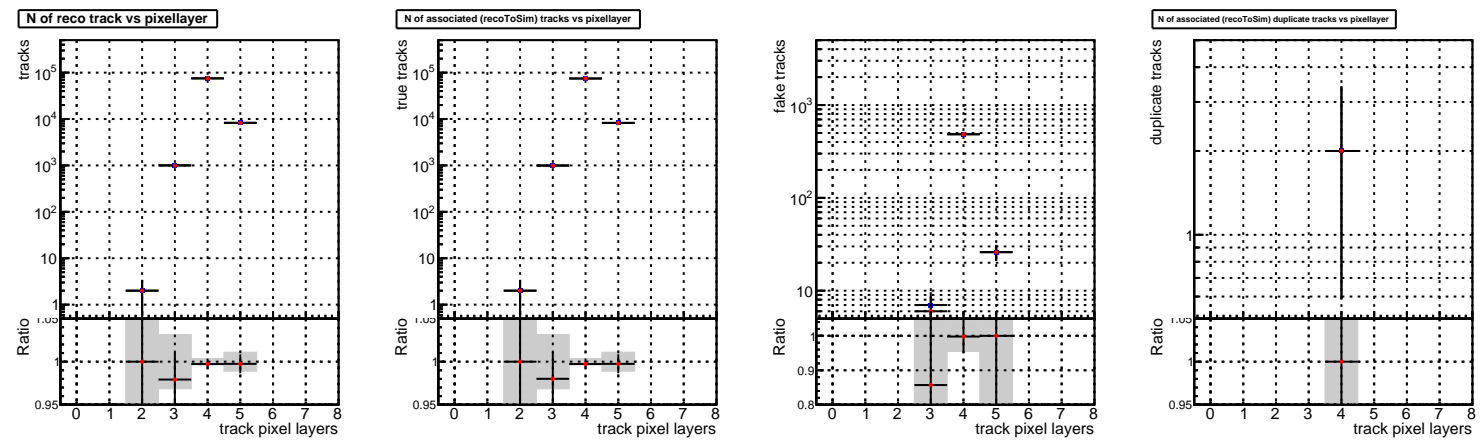 N of reco track vs pixellayer
tracks
10^5
10^4
10^3
10^2
10
1
1.05
Ratio
1
0.95
0 1 2 3 4 5 6 7 8
track pixel layers
N of associated (recoToSim) tracks vs pixellayer
true tracks
10^5
10^4
10^3
10^2
10
1
1.05
Ratio
1
0.95
0 1 2 3 4 5 6 7 8
track pixel layers
fake tracks
10^3
10^2
10
Ratio
1
0.9
0.8
0 1 2 3 4 5 6 7 8
track pixel layers
N of associated (recoToSim) duplicate tracks vs pixellayer
duplicate tracks
1
1.05
Ratio
1
0.95
0 1 2 3 4 5 6 7 8
track pixel layers